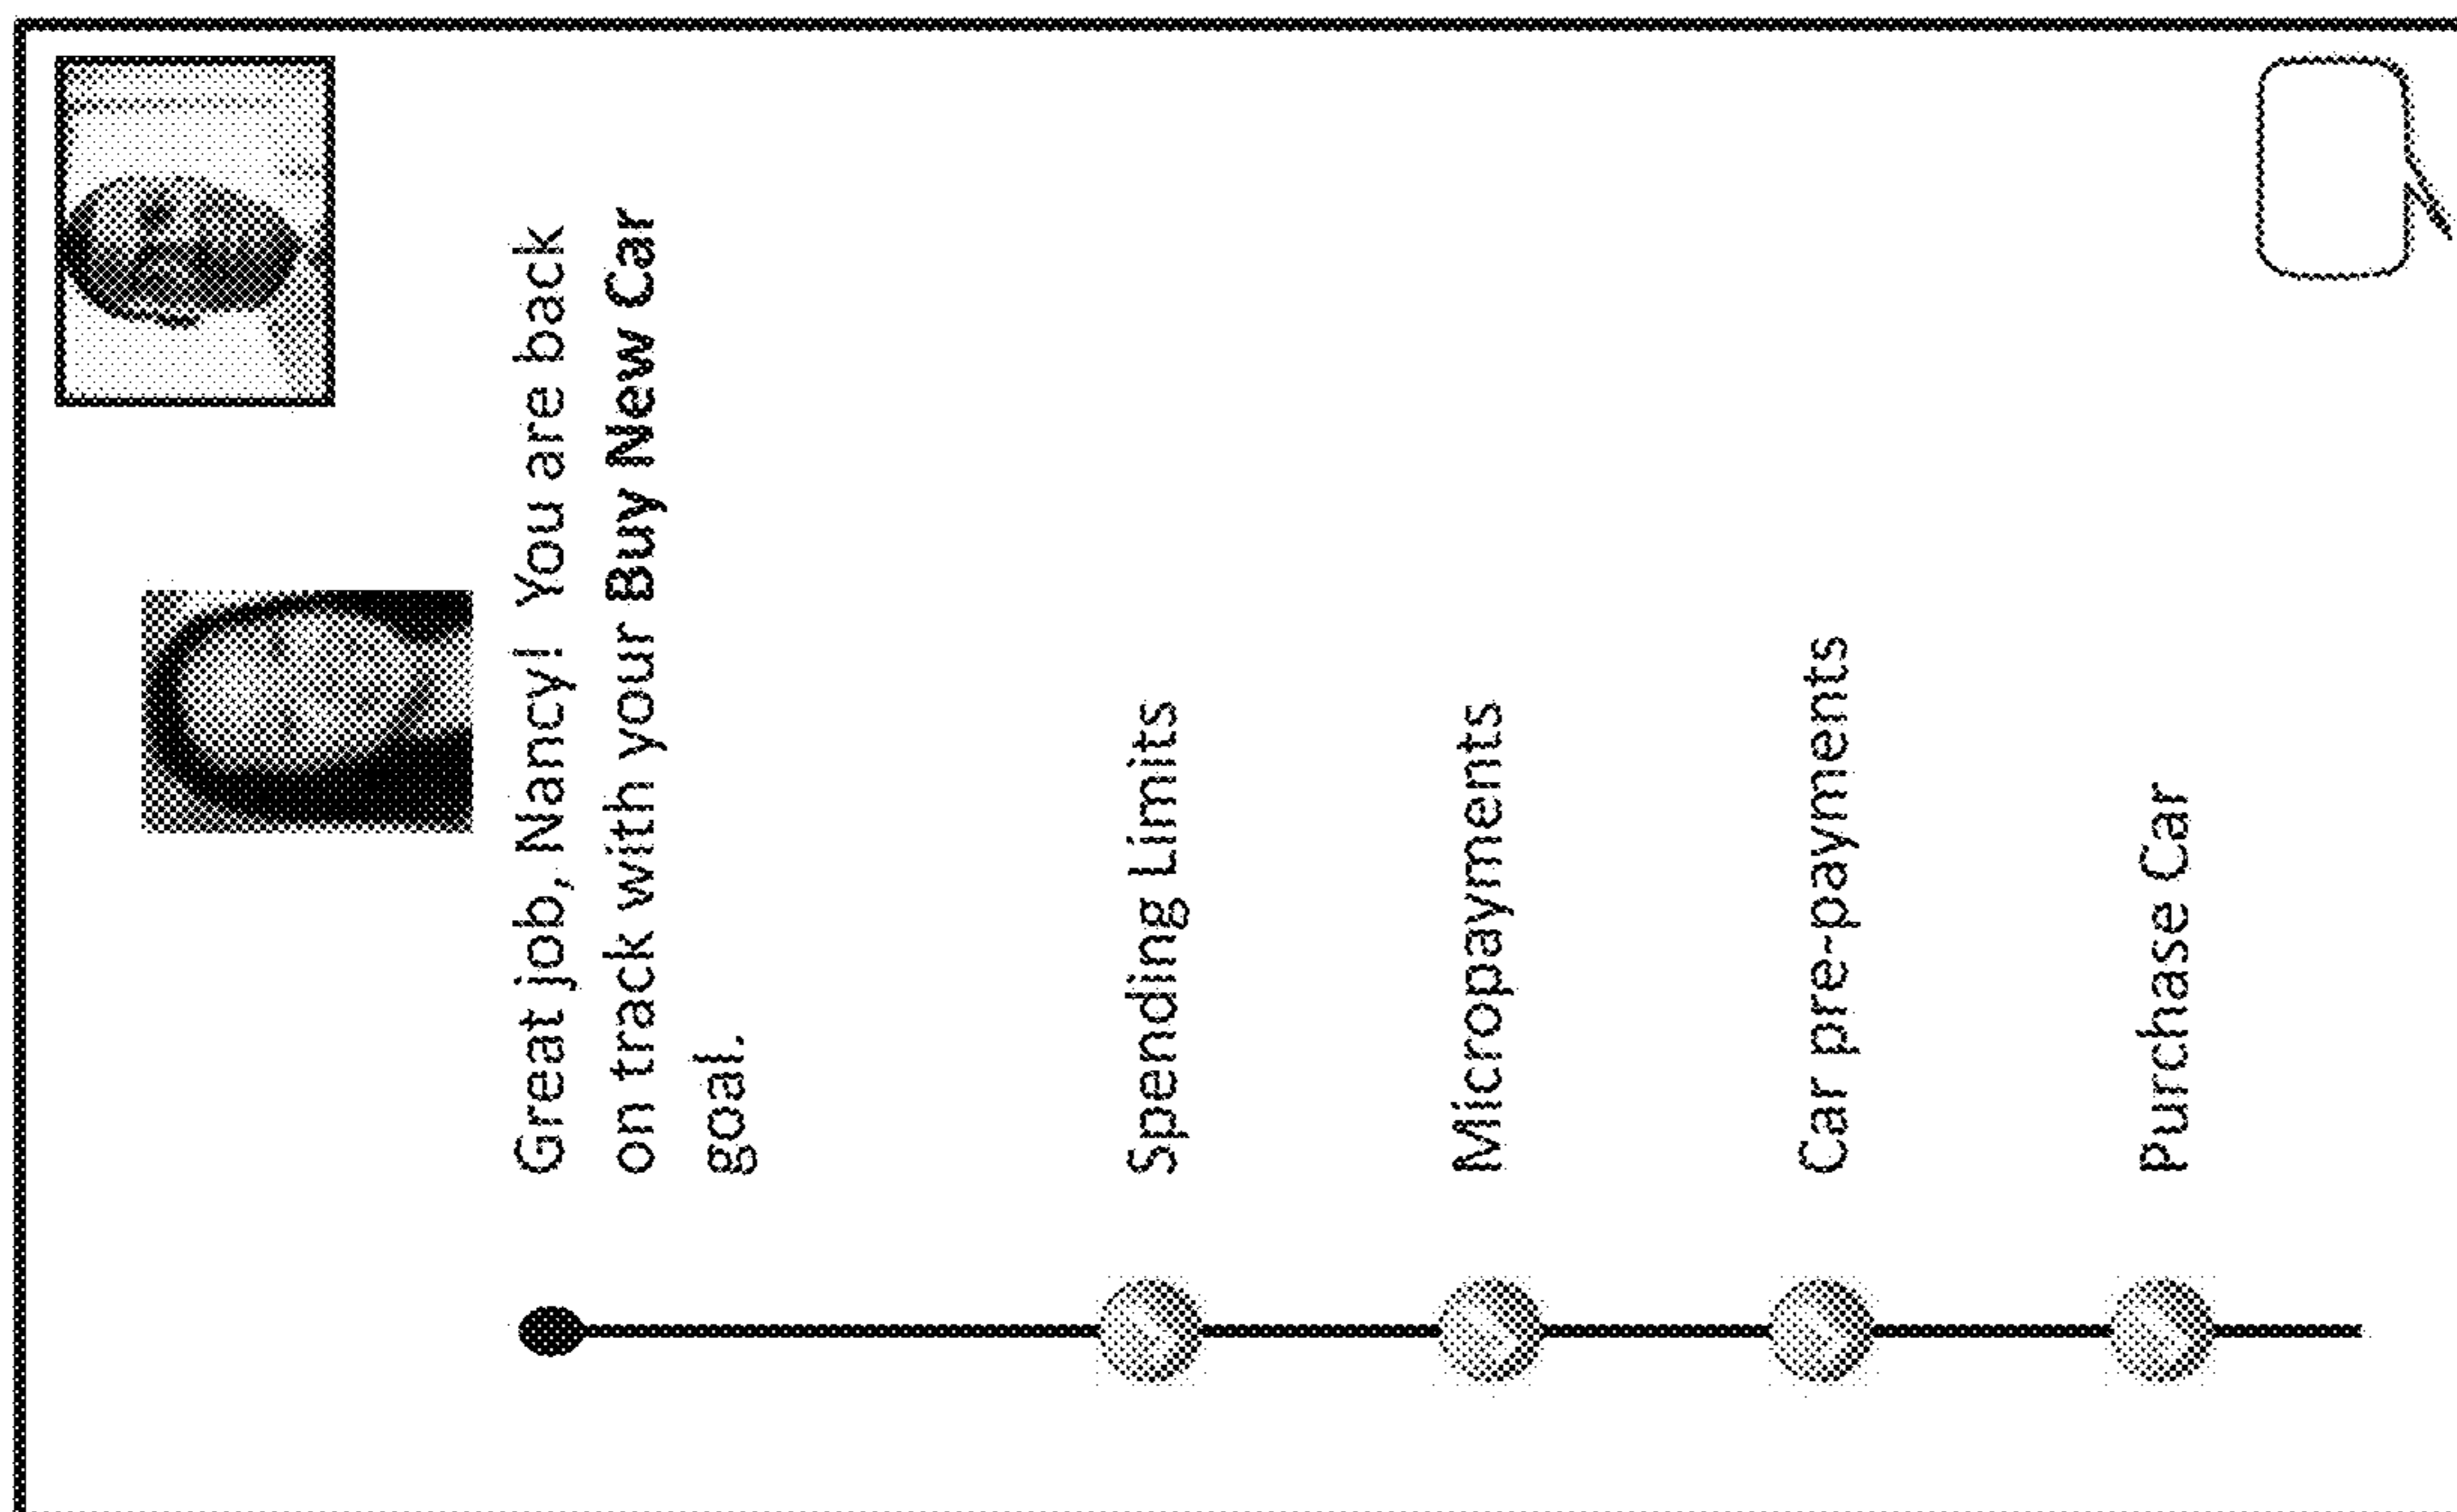 Great job, Nancy! You are back
on track with your Buy New Car
goal.
Spending Limits
Micropayments
Car pre-payments
Purchase Car